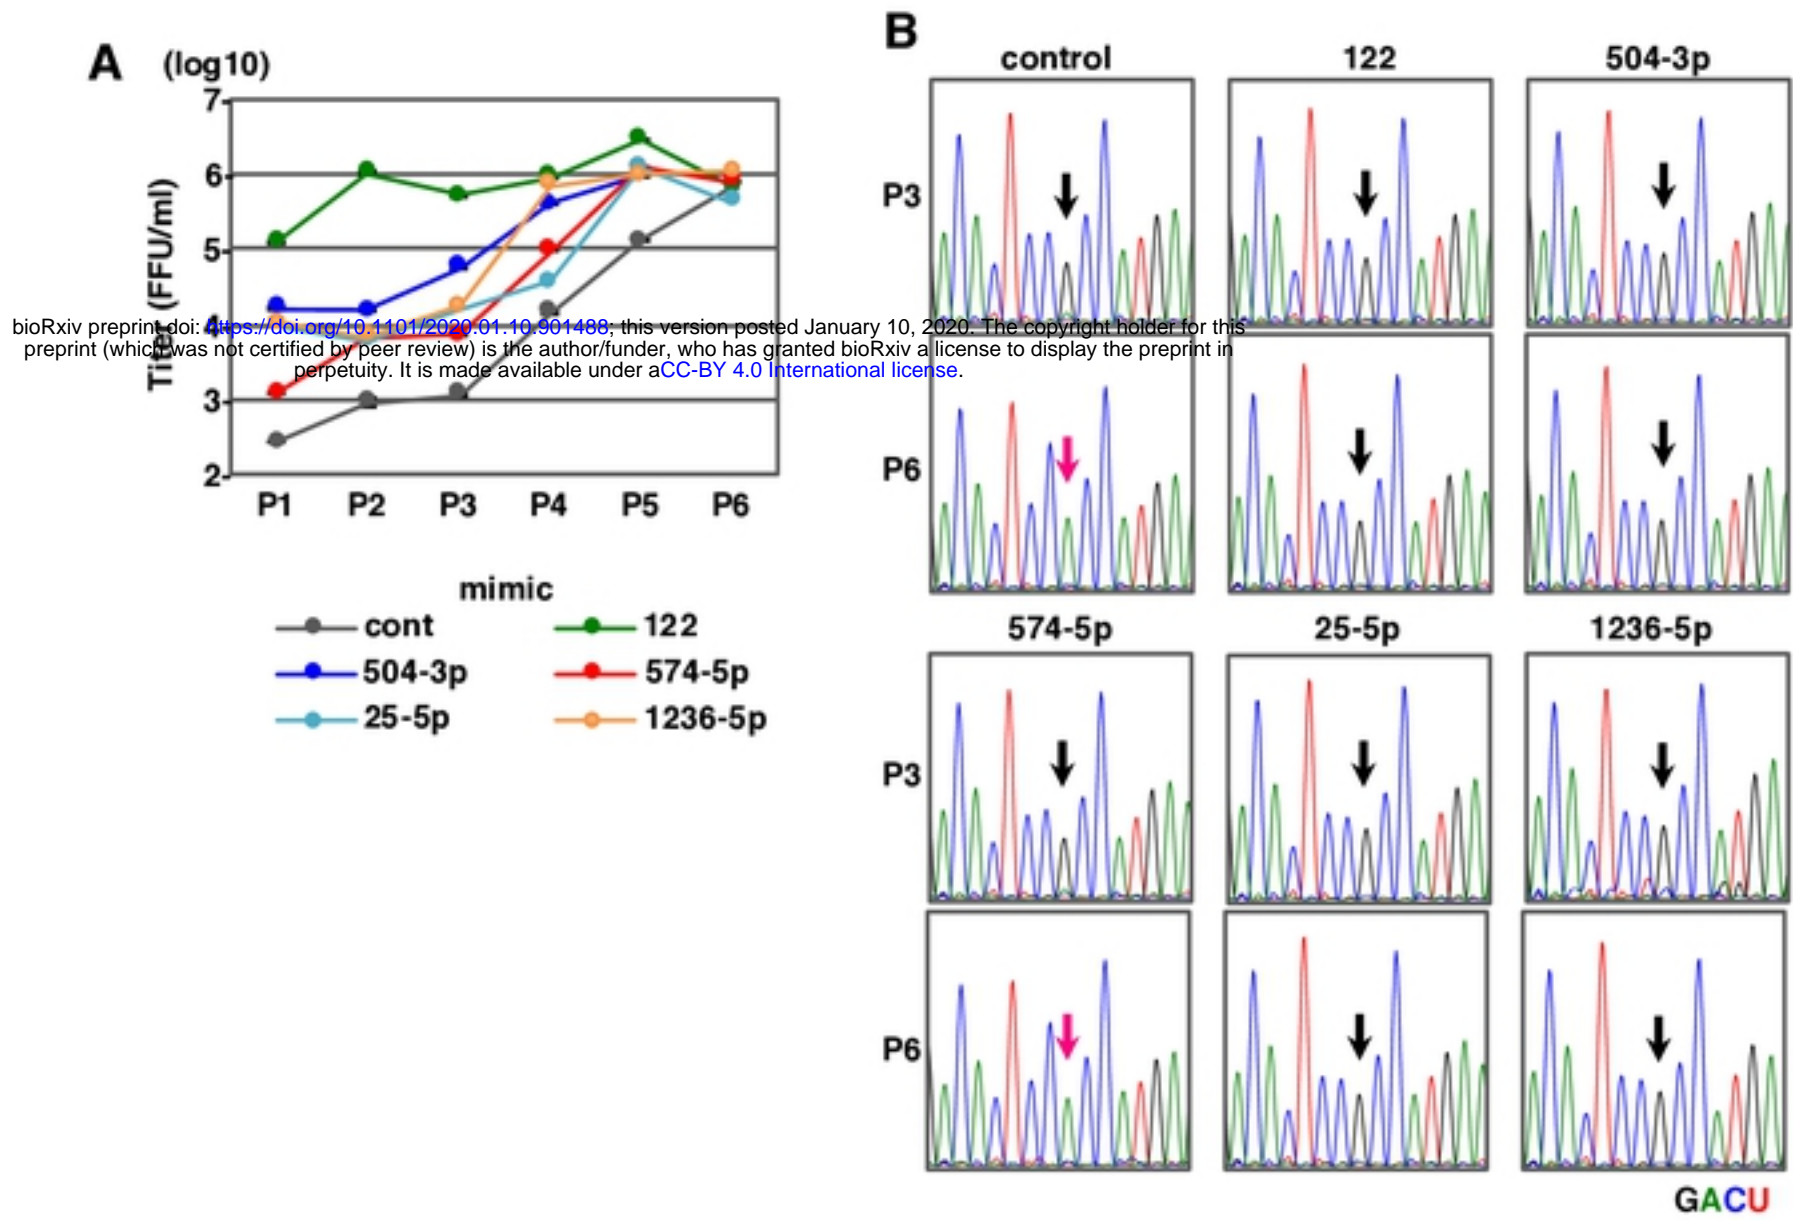 A (log10)
7
6
5
4
3
2
Titer (FFU/ml)
P1 P2 P3 P4 P5 P6
mimic
cont 122
504-3p 574-5p
25-5p 1236-5p
bioRxiv preprint doi: https://doi.org/10.1101/2020.01.10.901488; this version posted January 10, 2020. The copyright holder for this
preprint (which was not certified by peer review) is the author/funder, who has granted bioRxiv a license to display the preprint in
perpetuity. It is made available under aCC-BY 4.0 International license.
B
control 122 504-3p
P3
P6
574-5p 25-5p 1236-5p
P3
P6
GACU